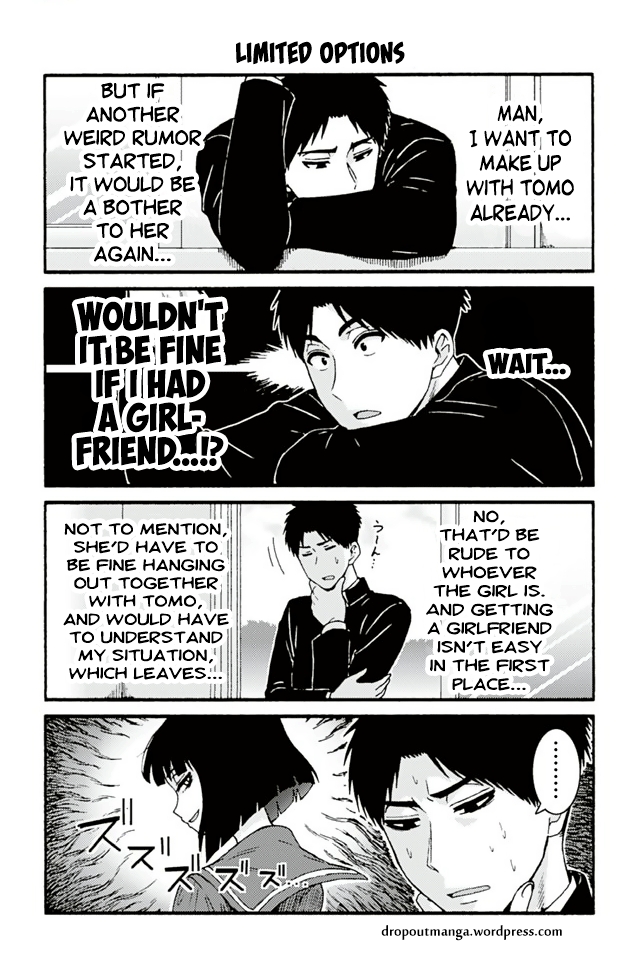 LIMITED OPTIONS
MAN,
I WANT TO
MAKE UP
WITH TOMO
ALREADY...
BUT IF
ANOTHER
WEIRD RUMOR
STARTED,
IT WOULD BE
A BOTHER
TO HER
AGAIN...
WAIT...
WOULDN'T
IT BE FINE
IF I HAD
A GIRL-
FRIEND...!?
NO,
THAT'D BE
RUDE TO
WHOEVER
THE GIRL IS.
AND GETTING
A GIRLFRIEND
ISN'T EASY
IN THE FIRST
PLACE...
うーん...
NOT TO MENTION,
SHE'D HAVE TO
BE FINE HANGING
OUT TOGETHER
WITH TOMO,
AND WOULD HAVE
TO UNDERSTAND
MY SITUATION,
WHICH LEAVES...
.........
ズズズズズ...
dropoutmanga.wordpress.com